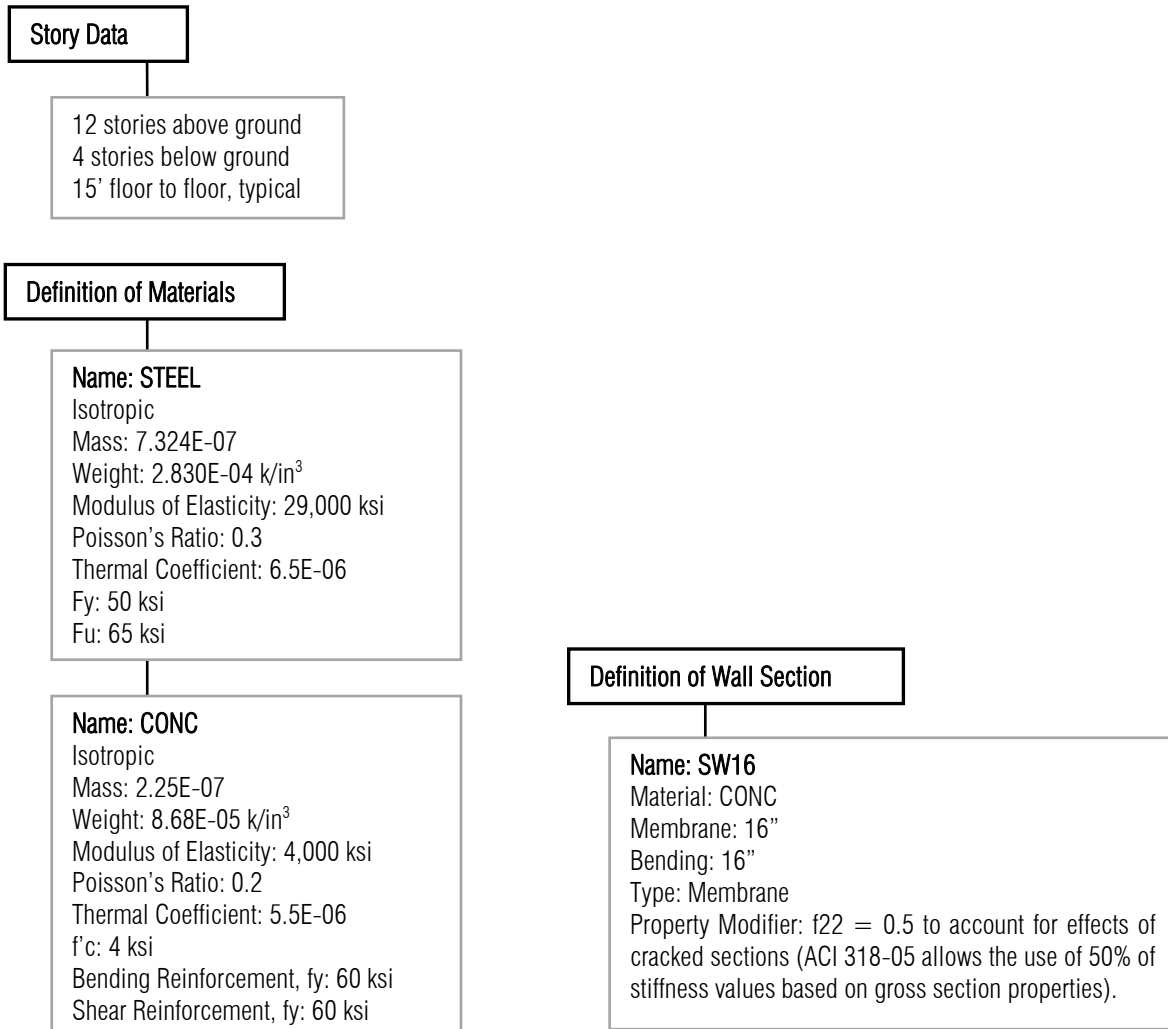 Story Data
12 stories above ground
4 stories below ground
15’ floor to floor, typical
Definition of Materials
Name: STEEL
Isotropic
Mass: 7.324E-07
Weight: 2.830E-04 k/in³
Modulus of Elasticity: 29,000 ksi
Poisson’s Ratio: 0.3
Thermal Coefficient: 6.5E-06
Fy: 50 ksi
Fu: 65 ksi
Name: CONC
Isotropic
Mass: 2.25E-07
Weight: 8.68E-05 k/in³
Modulus of Elasticity: 4,000 ksi
Poisson’s Ratio: 0.2
Thermal Coefficient: 5.5E-06
f’c: 4 ksi
Bending Reinforcement, fy: 60 ksi
Shear Reinforcement, fy: 60 ksi
Definition of Wall Section
Name: SW16
Material: CONC
Membrane: 16”
Bending: 16”
Type: Membrane
Property Modifier: f22 = 0.5 to account for effects of
cracked sections (ACI 318-05 allows the use of 50% of
stiffness values based on gross section properties).